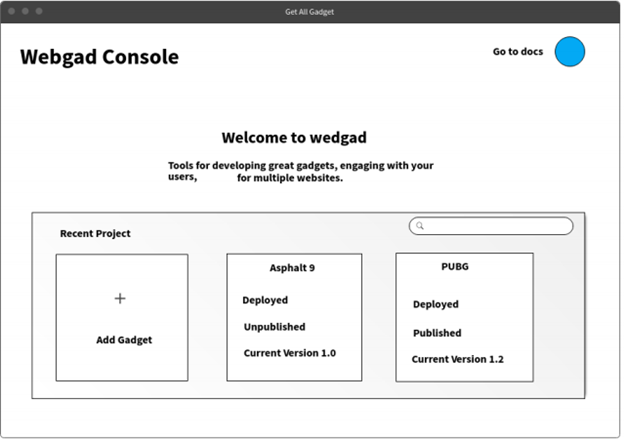 Get All Gadget
Webgad Console
Go to docs
Welcome to wedgad
Tools for developing great gadgets, engaging with your
users, for multiple websites.
Recent Project
Add Gadget
Asphalt 9
Deployed
Unpublished
Current Version 1.0
PUBG
Deployed
Published
Current Version 1.2